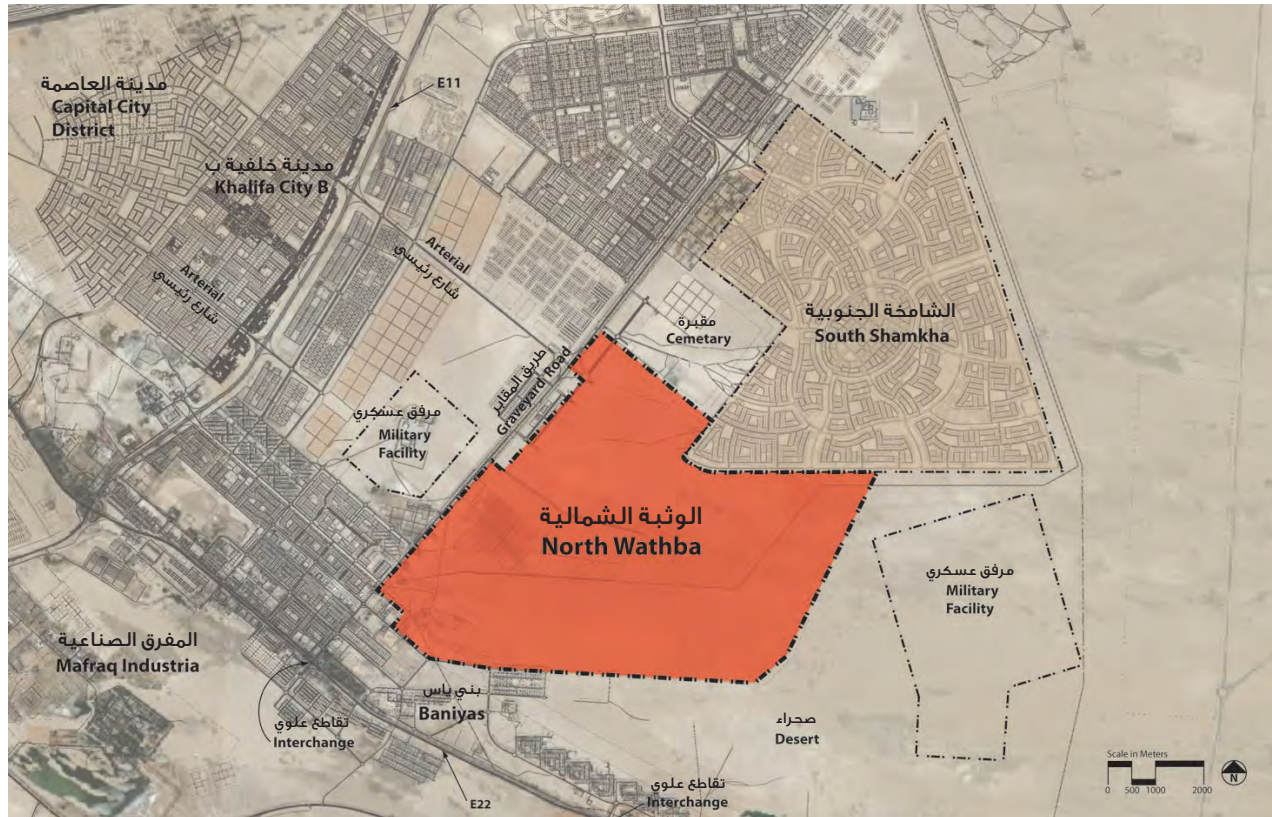 مدينة العاصمة
Capital City
District
E11
مدينة خلفية ب
Khalifa City B
Arterial
شارع رئيسي
Arterial
شارع رئيسي
مقبرة
Cemetary
الشامخة الجنوبية
South Shamkha
طريق المقابر
Graveyard Road
مرفق عسكري
Military
Facility
الوثبة الشمالية
North Wathba
مرفق عسكري
Military
Facility
المفرق الصناعية
Mafraq Industria
بني ياس
Baniyas
تقاطع علوي
Interchange
صحراء
Desert
E22
تقاطع علوي
Interchange
Scale in Meters
0 500 1000 2000
N